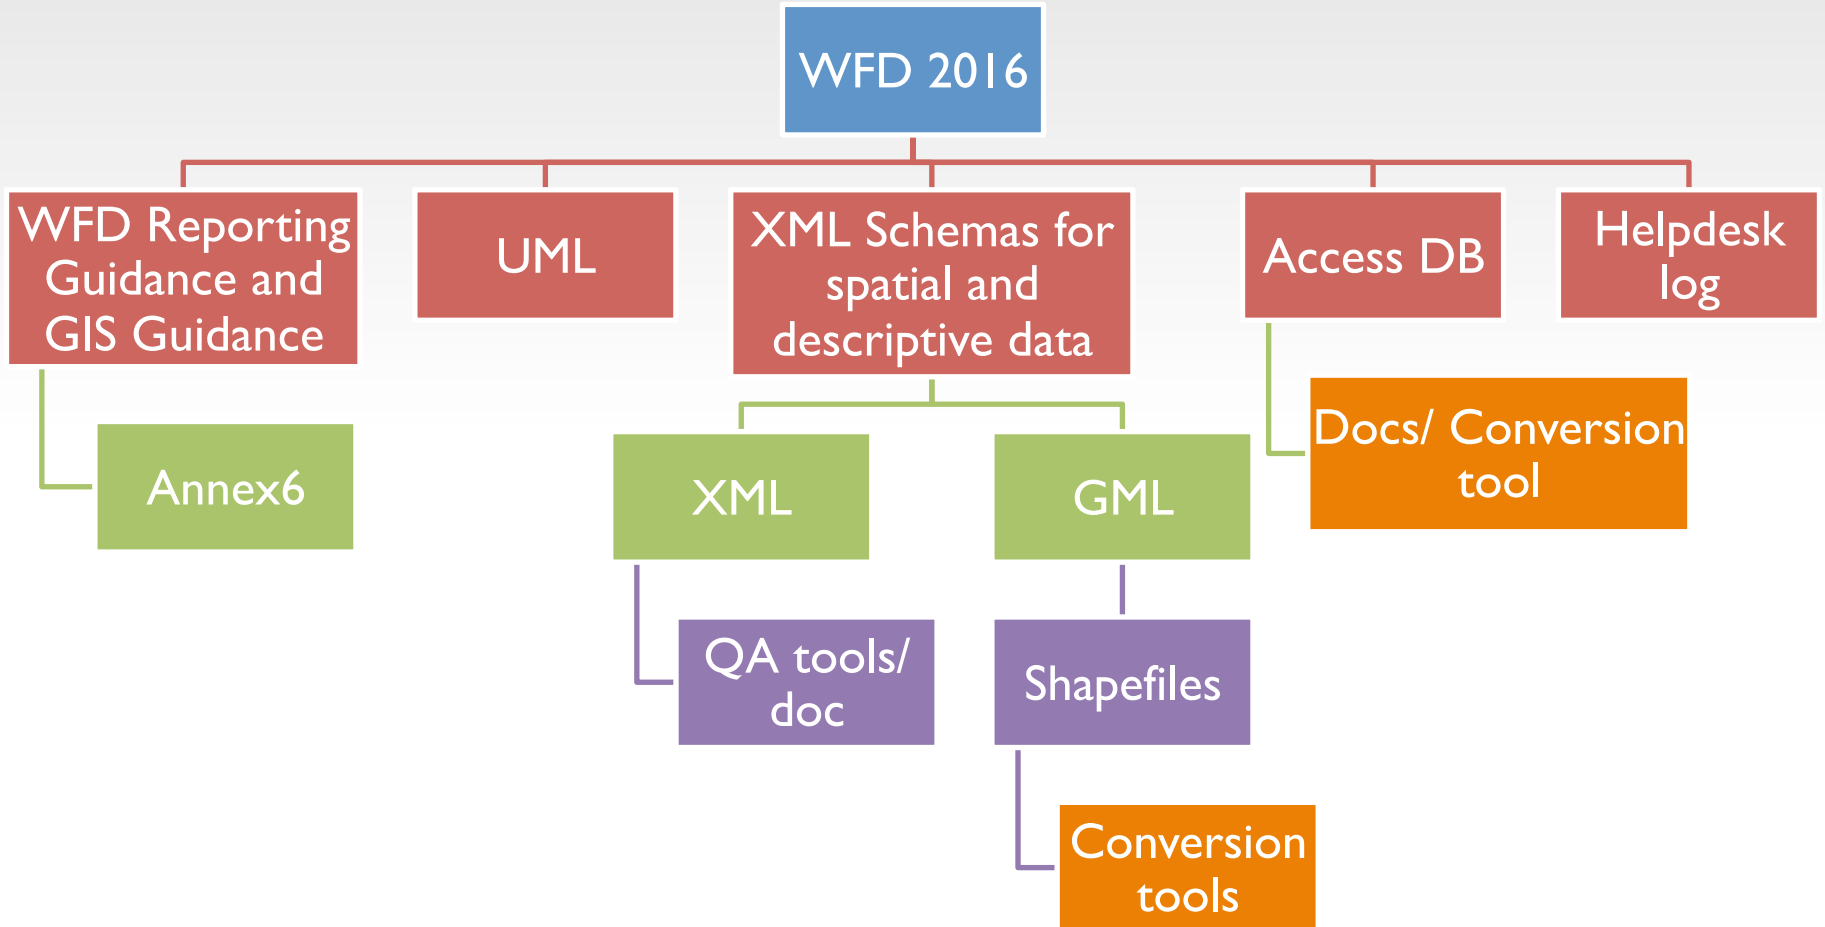 WFD 2016
WFD Reporting
Guidance and
GIS Guidance
UML
XML Schemas for
spatial and
descriptive data
Access DB
Helpdesk
log
Annex6
XML
GML
Docs/ Conversion
tool
QA tools/
doc
Shapefiles
Conversion
tools